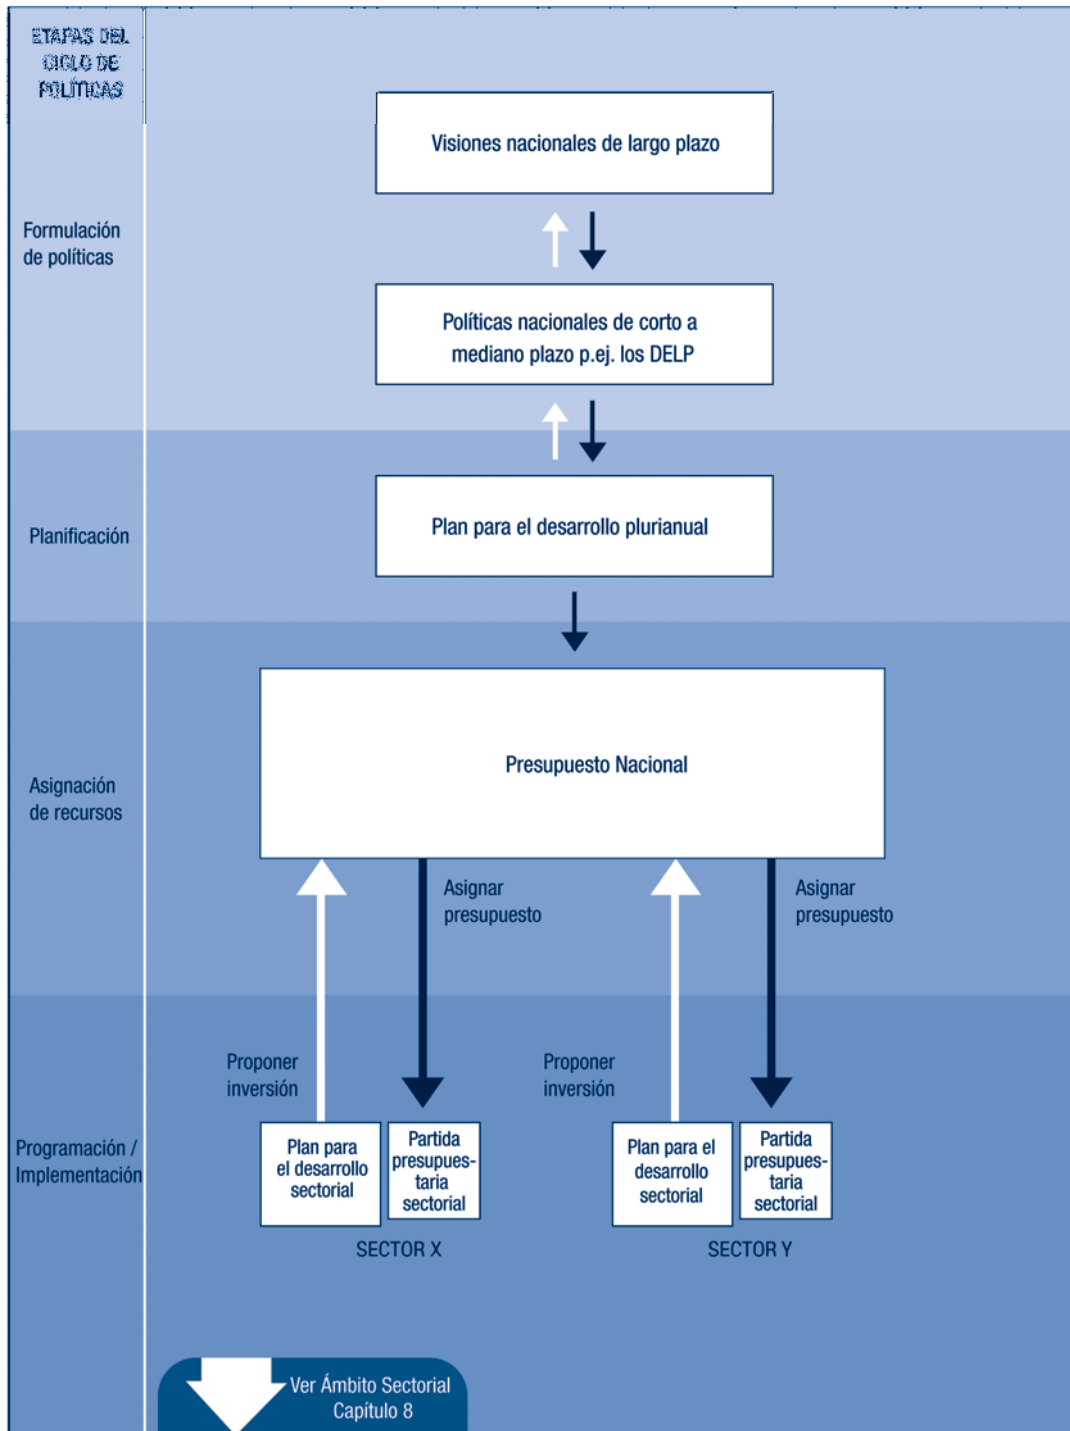 ETAPAS DEL
CICLO DE
POLÍTICAS
Visiones nacionales de largo plazo
Formulación
de políticas
Políticas nacionales de corto a
mediano plazo p.ej. los DELP
Planificación
Plan para el desarrollo plurianual
Asignación
de recursos
Presupuesto Nacional
Asignar
presupuesto
Asignar
presupuesto
Proponer
inversión
Proponer
inversión
Programación /
Implementación
Plan para
el desarrollo
sectorial
Partida
presupues-
taria
sectorial
Plan para el
desarrollo
sectorial
Partida
presupues-
taria
sectorial
SECTOR X
SECTOR Y
Ver Ámbito Sectorial
Capítulo 8